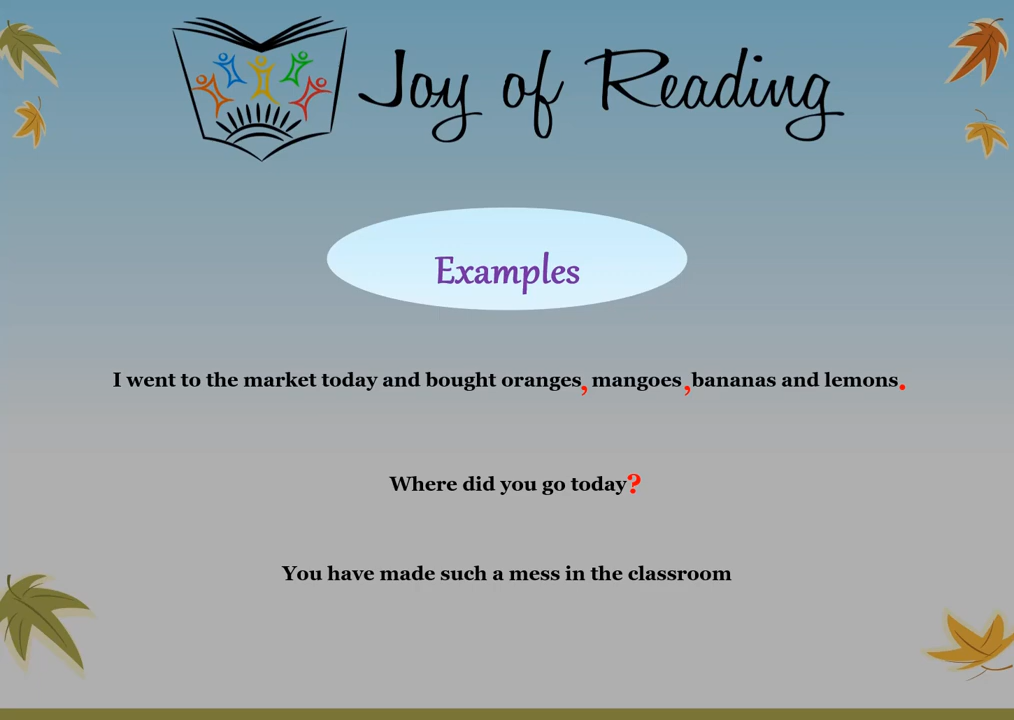 Joy of Reading
Examples
I went to the market today and bought oranges, mangoes ,bananas and lemons.
Where did you go today?
You have made such a mess in the classroom